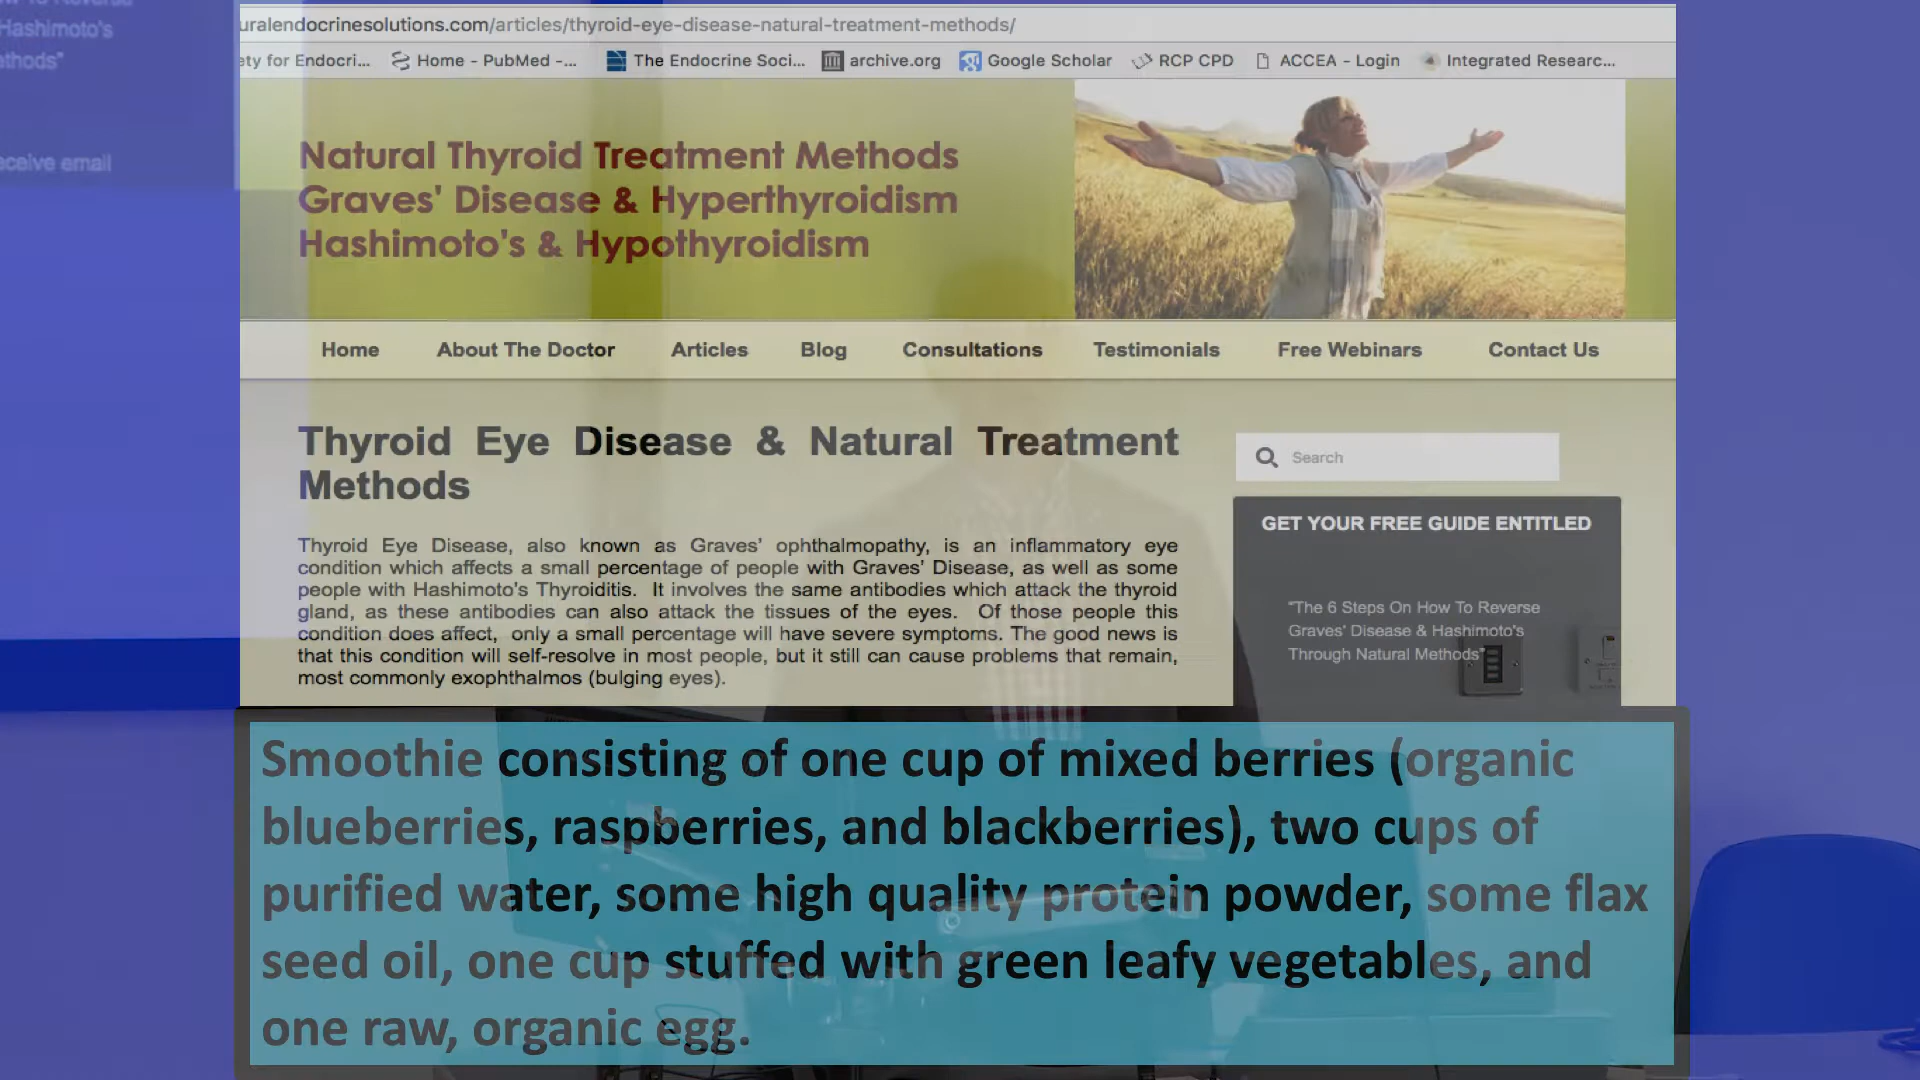 How To Reverse
Hashimoto's
ethods"
eceive email
uralendocrinesolutions.com/articles/thyroid-eye-disease-natural-treatment-methods/
ety for Endocri... Home - PubMed -... The Endocrine Soci... archive.org Google Scholar RCP CPD ACCEA - Login Integrated Researc...
Natural Thyroid Treatment Methods
Graves' Disease & Hyperthyroidism
Hashimoto's & Hypothyroidism
Home About The Doctor Articles Blog Consultations Testimonials Free Webinars Contact Us
Thyroid Eye Disease & Natural Treatment
Methods
Thyroid Eye Disease, also known as Graves' ophthalmopathy, is an inflammatory eye
condition which affects a small percentage of people with Graves' Disease, as well as some
people with Hashimoto's Thyroiditis. It involves the same antibodies which attack the thyroid
gland, as these antibodies can also attack the tissues of the eyes. Of those people this
condition does affect, only a small percentage will have severe symptoms. The good news is
that this condition will self-resolve in most people, but it still can cause problems that remain,
most commonly exophthalmos (bulging eyes).
Search
GET YOUR FREE GUIDE ENTITLED
"The 6 Steps On How To Reverse
Graves' Disease & Hashimoto's
Through Natural Methods"
Smoothie consisting of one cup of mixed berries (organic
blueberries, raspberries, and blackberries), two cups of
purified water, some high quality protein powder, some flax
seed oil, one cup stuffed with green leafy vegetables, and
one raw, organic egg.